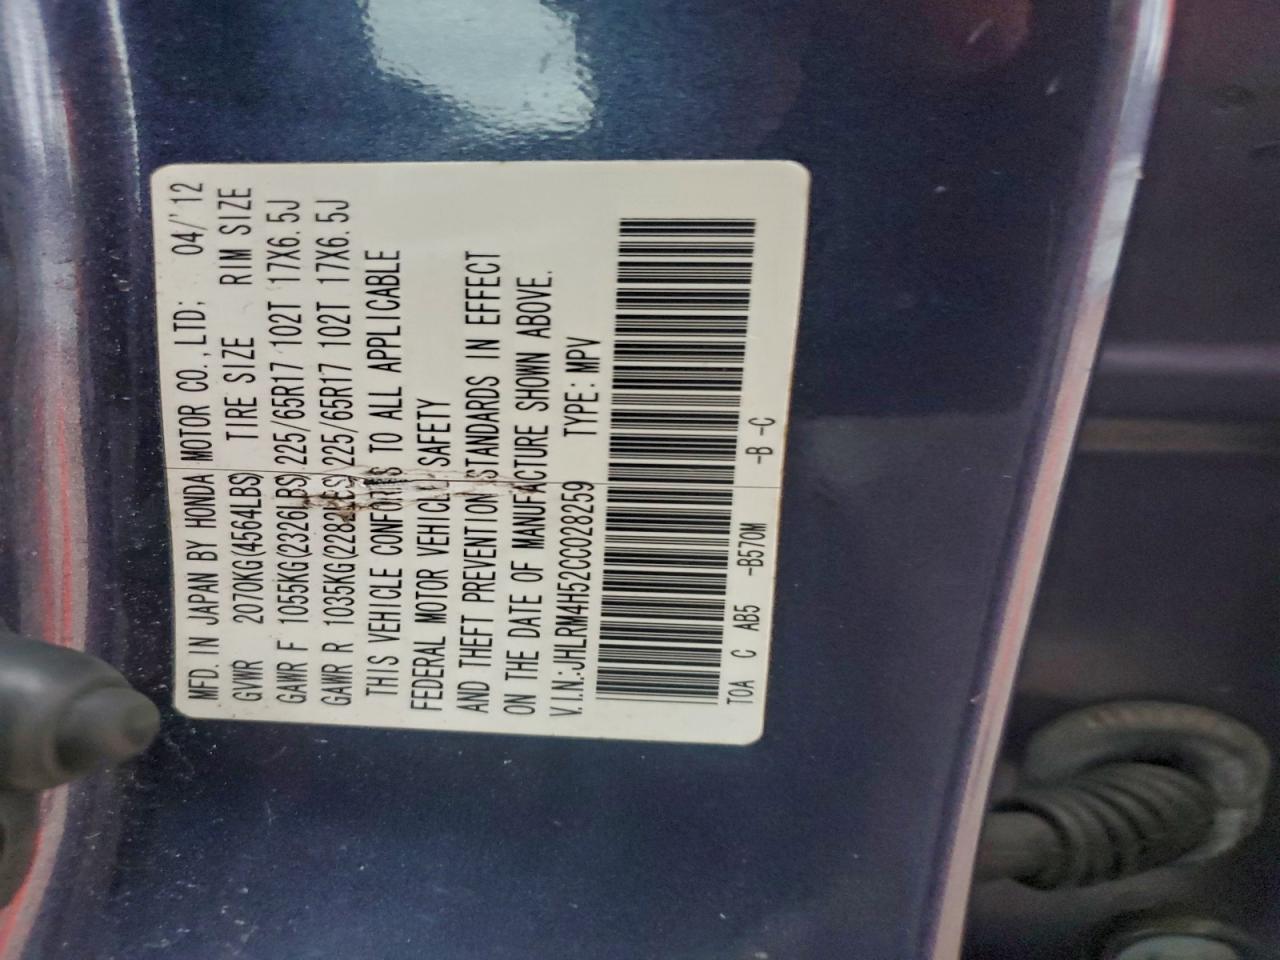 MFD. IN JAPAN BY HONDA MOTOR CO.,LTD. 04/'12
GVWR 2070KG(4564LBS) TIRE SIZE RIM SIZE
GAWR F 1055KG(2326LBS) 225/65R17 102T 17X6.5J
GAWR R 1035KG(2282LBS) 225/65R17 102T 17X6.5J
THIS VEHICLE CONFORMS TO ALL APPLICABLE
FEDERAL MOTOR VEHICLE SAFETY
AND THEFT PREVENTION STANDARDS IN EFFECT
ON THE DATE OF MANUFACTURE SHOWN ABOVE.
V.I.N.:JHLRM4H52CC028259 TYPE: MPV
TOA C AB5 -B570M -B -C